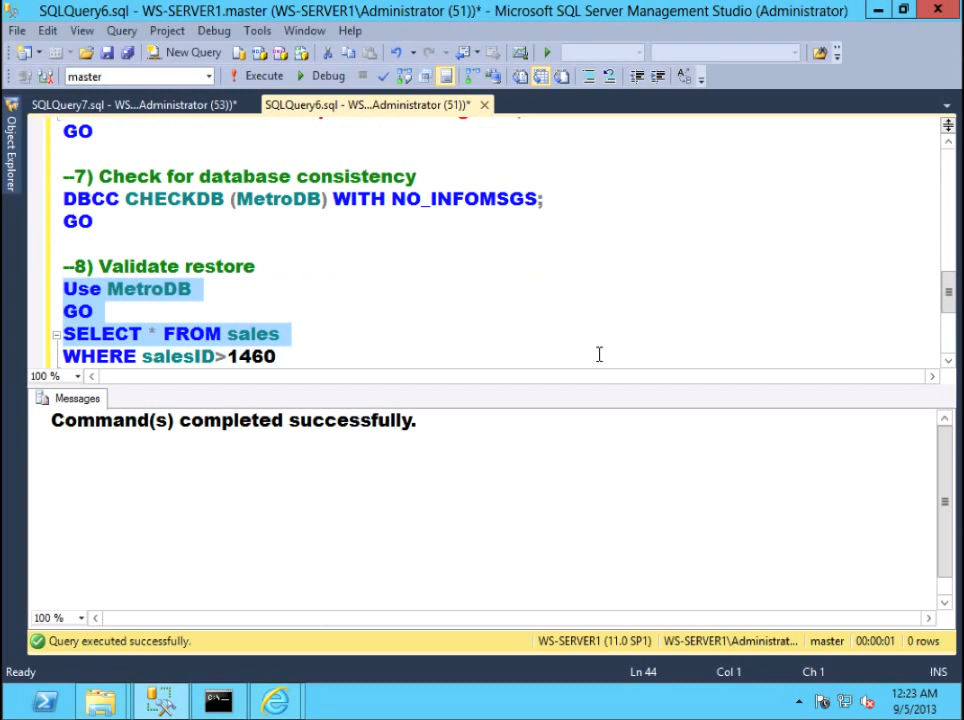 SQLQuery6.sql - WS-SERVER1.master (WS-SERVER1\Administrator (51))* - Microsoft SQL Server Management Studio (Administrator)
File Edit View Query Project Debug Tools Window Help
New Query
master Execute Debug
SQLQuery7.sql - WS...Administrator (53))* SQLQuery6.sql - WS...Administrator (51))*
Object Explorer
GO
--7) Check for database consistency
DBCC CHECKDB (MetroDB) WITH NO_INFOMSGS;
GO
--8) Validate restore
Use MetroDB
GO
SELECT * FROM sales
WHERE salesID>1460
100 %
Messages
Command(s) completed successfully.
100 %
Query executed successfully. WS-SERVER1 (11.0 SP1) WS-SERVER1\Administrat... master 00:00:01 0 rows
Ready Ln 44 Col 1 Ch 1 INS
12:23 AM
9/5/2013